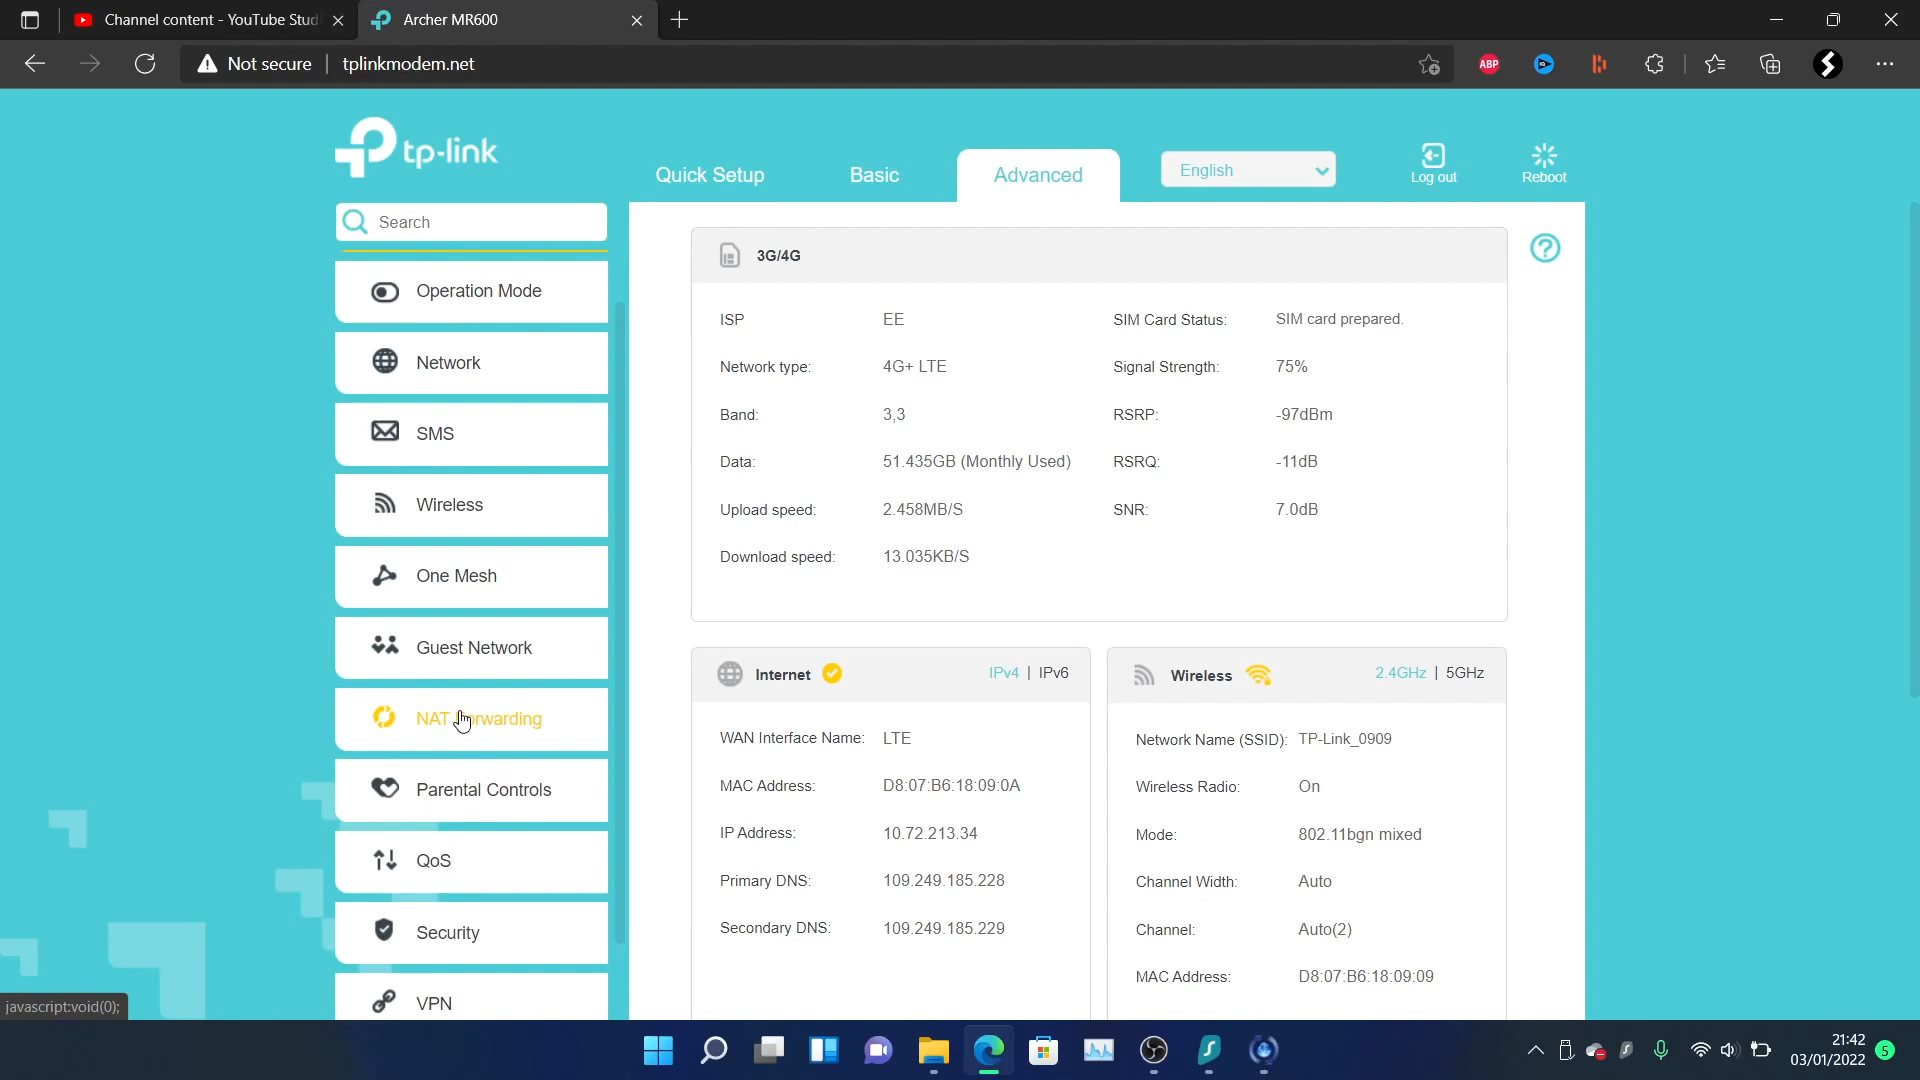 Channel content - YouTube Stud
Archer MR600
Not secure
tplinkmodem.net
ABP
tp-link
Quick Setup
Basic
Advanced
English
Log out
Reboot
Search
Operation Mode
Network
SMS
Wireless
One Mesh
Guest Network
NAT Forwarding
Parental Controls
QoS
Security
VPN
3G/4G
ISP EE
SIM Card Status: SIM card prepared.
Network type: 4G+ LTE
Signal Strength: 75%
Band: 3,3
RSRP: -97dBm
Data: 51.435GB (Monthly Used)
RSRQ: -11dB
Upload speed: 2.458MB/S
SNR: 7.0dB
Download speed: 13.035KB/S
Internet
IPv4 | IPv6
WAN Interface Name: LTE
MAC Address: D8:07:B6:18:09:0A
IP Address: 10.72.213.34
Primary DNS: 109.249.185.228
Secondary DNS: 109.249.185.229
Wireless
2.4GHz | 5GHz
Network Name (SSID): TP-Link_0909
Wireless Radio: On
Mode: 802.11bgn mixed
Channel Width: Auto
Channel: Auto(2)
MAC Address: D8:07:B6:18:09:09
javascript:void(0);
21:42
03/01/2022
5